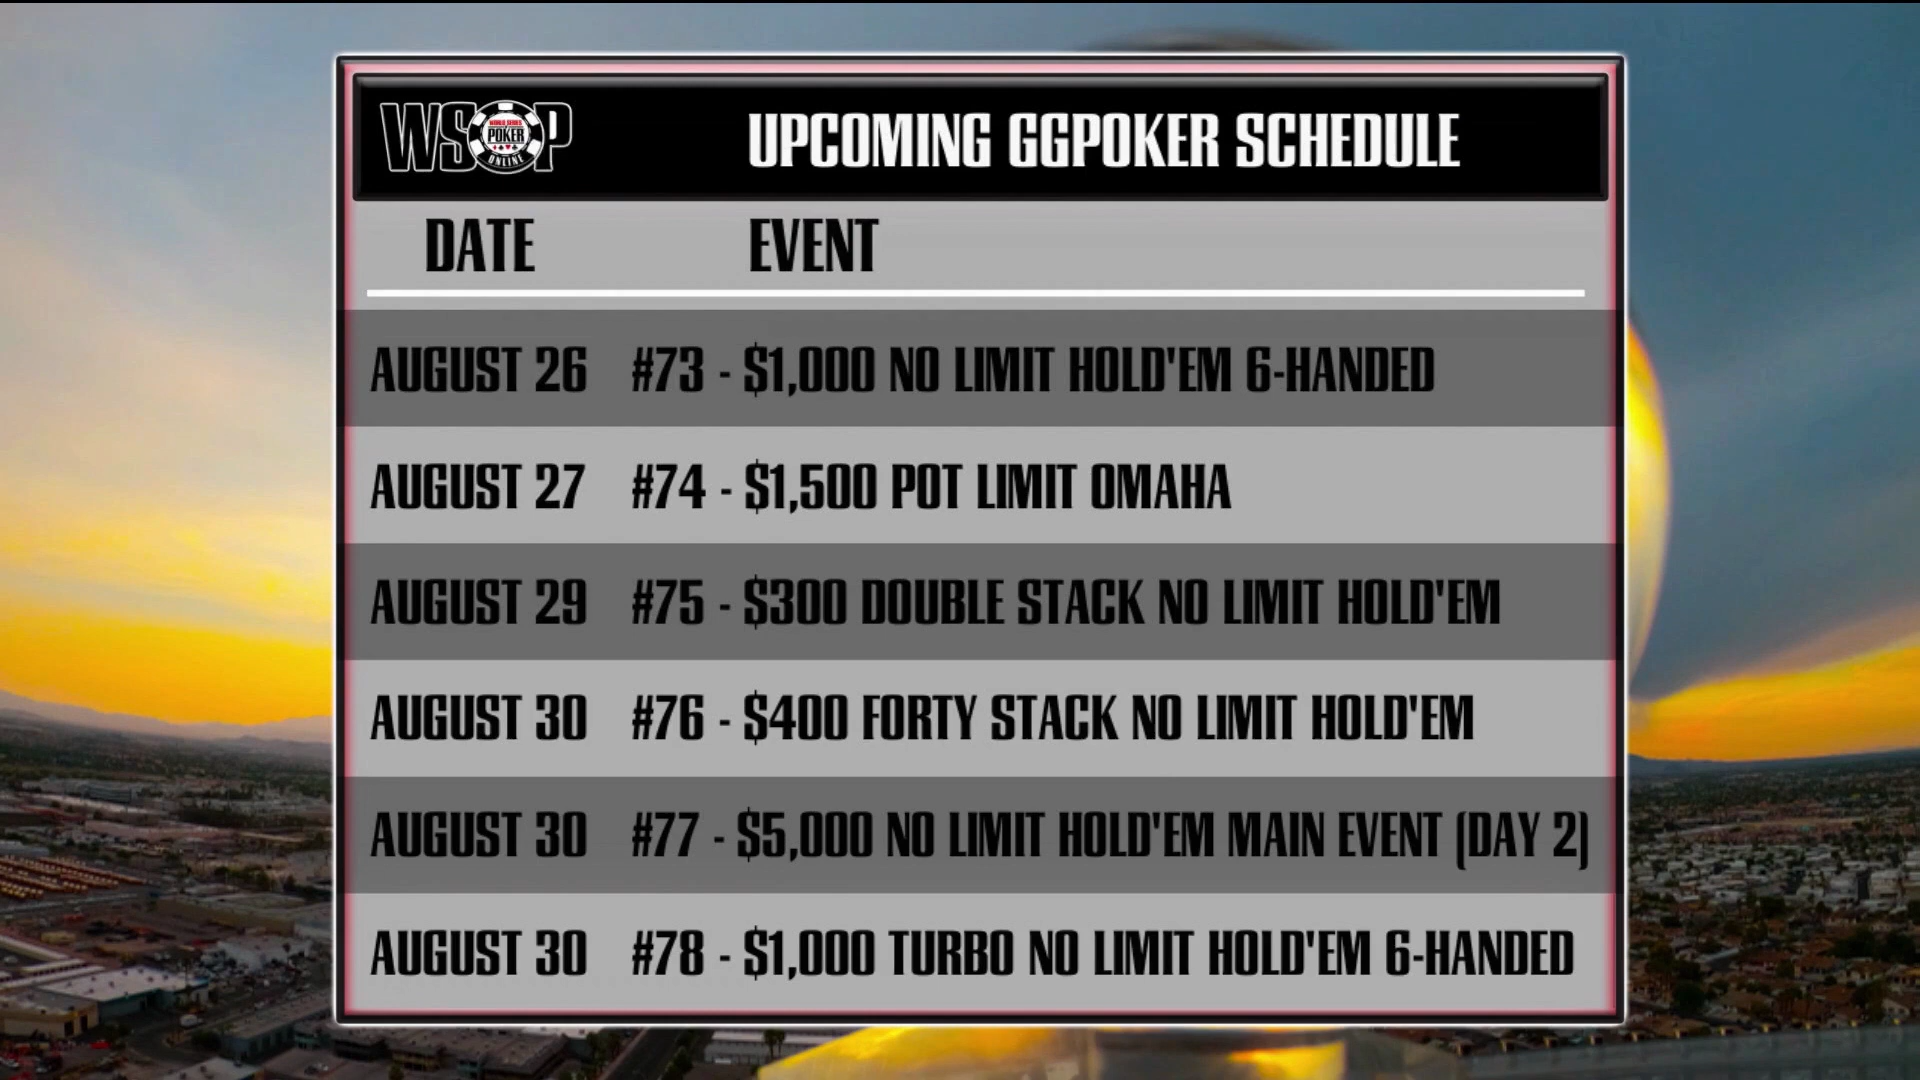 WSOP WORLD SERIES POKER ONLINE
UPCOMING GGPOKER SCHEDULE
DATE EVENT
AUGUST 26 #73 - $1,000 NO LIMIT HOLD'EM 6-HANDED
AUGUST 27 #74 - $1,500 POT LIMIT OMAHA
AUGUST 29 #75 - $300 DOUBLE STACK NO LIMIT HOLD'EM
AUGUST 30 #76 - $400 FORTY STACK NO LIMIT HOLD'EM
AUGUST 30 #77 - $5,000 NO LIMIT HOLD'EM MAIN EVENT (DAY 2)
AUGUST 30 #78 - $1,000 TURBO NO LIMIT HOLD'EM 6-HANDED